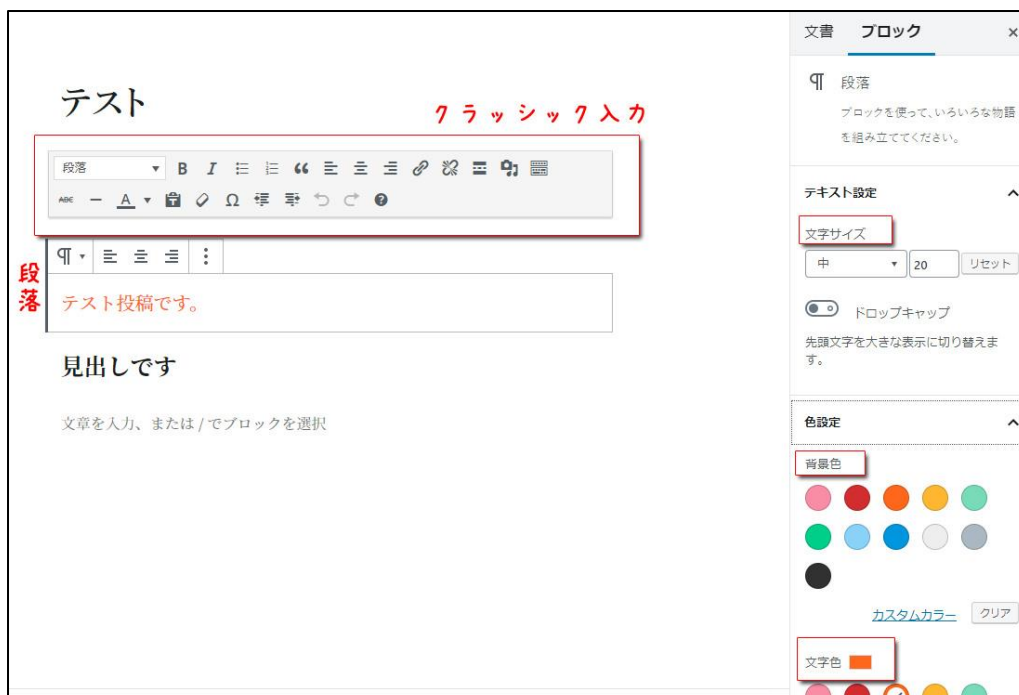 テスト
クラッシック入力
段落
B I
ABC A Ω
段落
テスト投稿です。
見出しです
文章を入力、または / でブロックを選択
文書 ブロック ×
段落
ブロックを使って、いろいろな物語
を組み立ててください。
テキスト設定
文字サイズ
中 20 リセット
ドロップキャップ
先頭文字を大きな表示に切り替えま
す。
色設定
背景色
カスタムカラー クリア
文字色